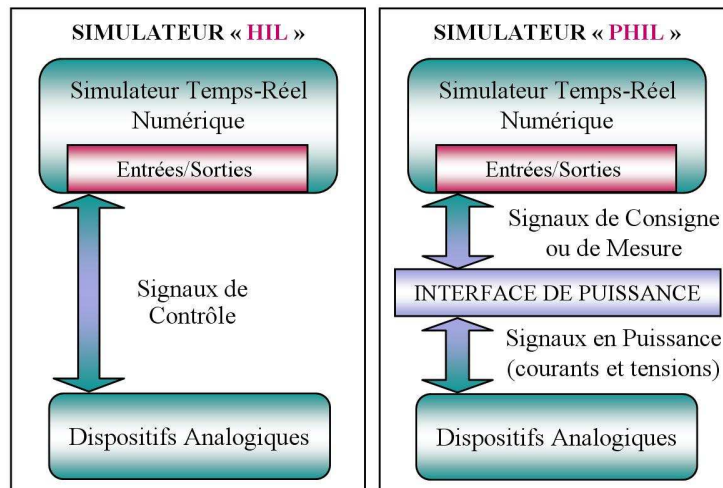 SIMULATEUR « HIL »
Simulateur Temps-Réel
Numérique
Entrées/Sorties
Signaux de
Contrôle
Dispositifs Analogiques
SIMULATEUR « PHIL »
Simulateur Temps-Réel
Numérique
Entrées/Sorties
Signaux de Consigne
ou de Mesure
INTERFACE DE PUISSANCE
Signaux en Puissance
(courants et tensions)
Dispositifs Analogiques